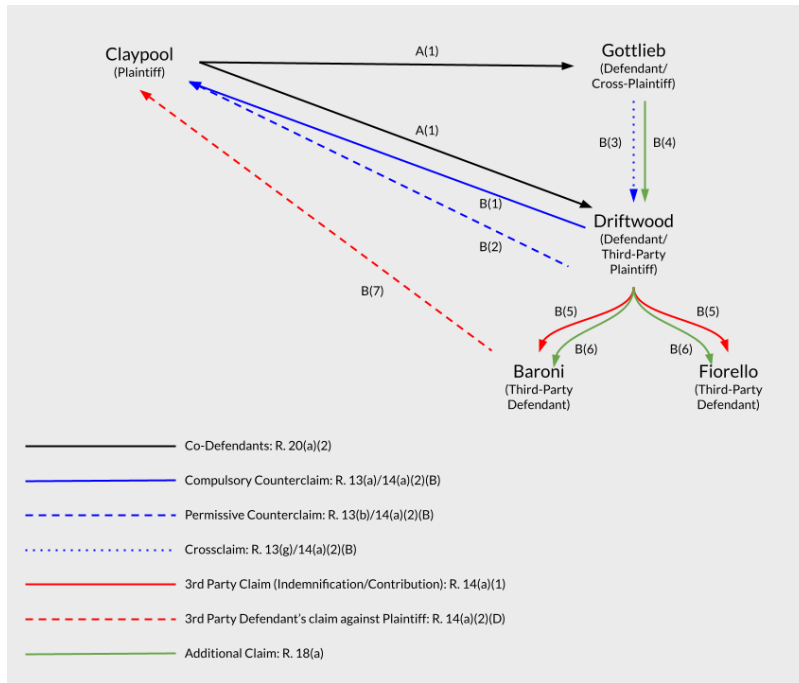 Claypool
(Plaintiff)
A(1)
Gottlieb
(Defendant/
Cross-Plaintiff)
A(1)
B(3)
B(4)
B(1)
B(2)
Driftwood
(Defendant/
Third-Party
Plaintiff)
B(7)
B(5)
B(5)
B(6)
B(6)
Baroni
(Third-Party
Defendant)
Fiorello
(Third-Party
Defendant)
Co-Defendants: R. 20(a)(2)
Compulsory Counterclaim: R. 13(a)/14(a)(2)(B)
Permissive Counterclaim: R. 13(b)/14(a)(2)(B)
Crossclaim: R. 13(g)/14(a)(2)(B)
3rd Party Claim (Indemnification/Contribution): R. 14(a)(1)
3rd Party Defendant's claim against Plaintiff: R. 14(a)(2)(D)
Additional Claim: R. 18(a)